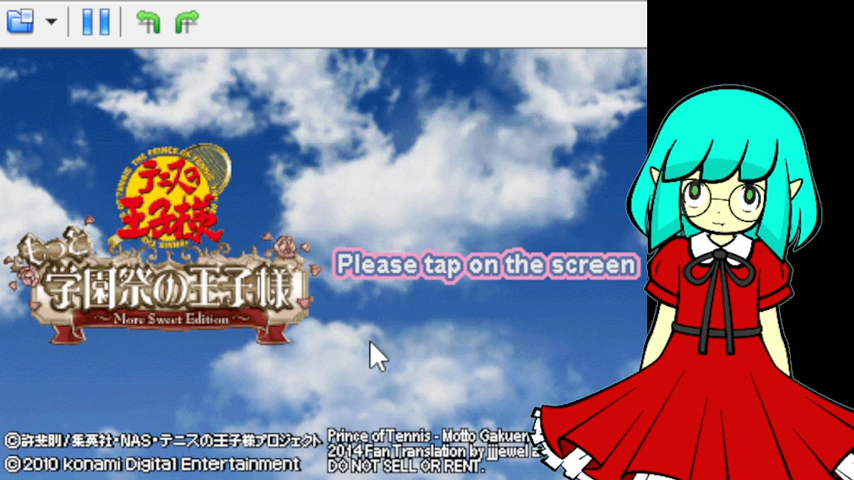 テニスの
王子様
もっと
学園祭の王子様
～More Sweet Edition～
Please tap on the screen
©許斐剛/集英社・NAS・テニスの王子様プロジェクト
©2010 Konami Digital Entertainment
Prince of Tennis - Motto Gakuen
2014 Fan Translation by jjjewel
DO NOT SELL OR RENT.